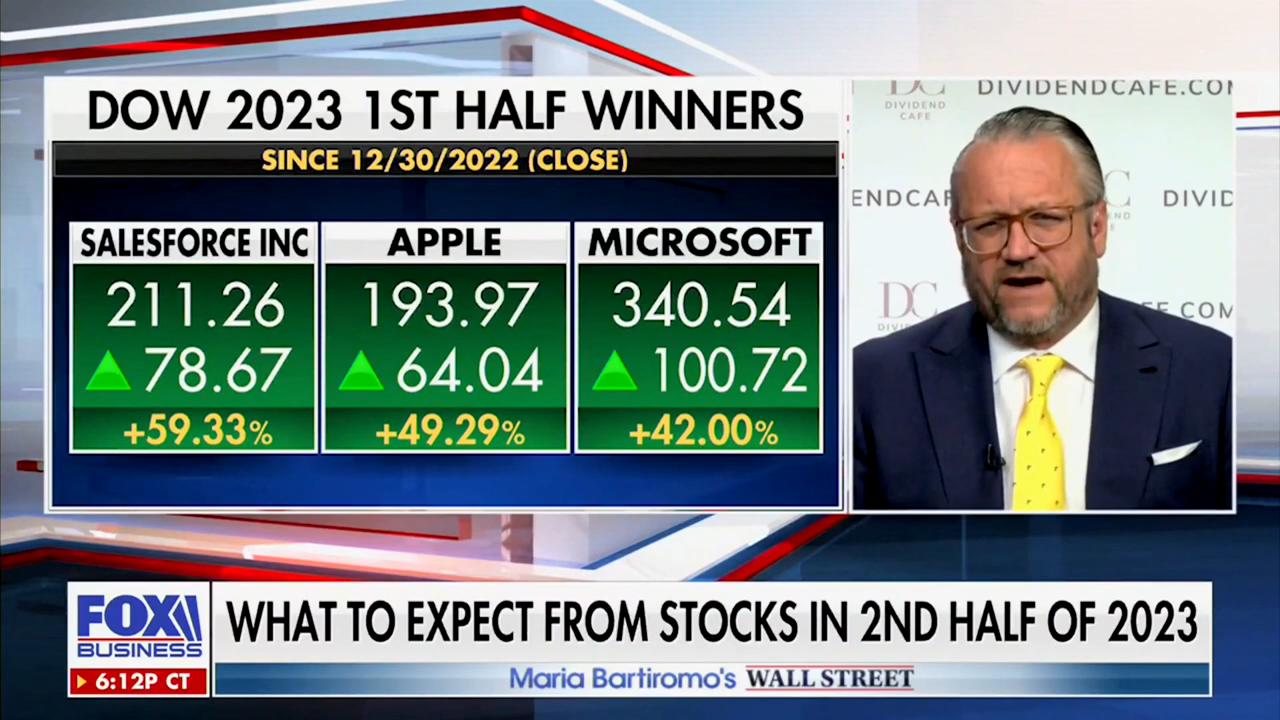 DOW 2023 1ST HALF WINNERS
SINCE 12/30/2022 (CLOSE)
SALESFORCE INC
211.26
▲ 78.67
+59.33%
APPLE
193.97
▲ 64.04
+49.29%
MICROSOFT
340.54
▲ 100.72
+42.00%
DC
DIVIDEND
CAFE
DIVIDENDCAFE.COM
ENDCAF
DIVID
DC
FOX
BUSINESS
6:12P CT
WHAT TO EXPECT FROM STOCKS IN 2ND HALF OF 2023
Maria Bartiromo's WALL STREET